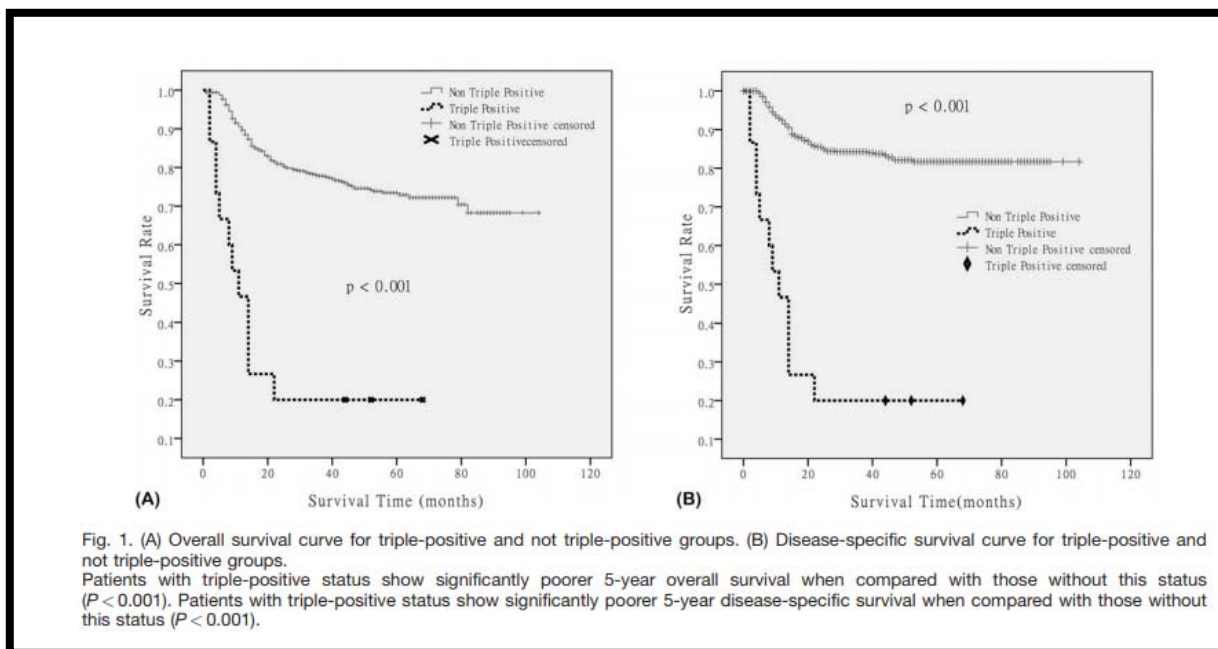 1.0
0.9
0.8
0.7
0.6
0.5
0.4
0.3
0.2
0.1
Survival Rate
Non Triple Positive
Triple Positive
Non Triple Positive censored
Triple Positivecensored
p < 0.001
0 20 40 60 80 100 120
(A)
Survival Time (months)
1.0
0.9
0.8
0.7
0.6
0.5
0.4
0.3
0.2
0.1
Survival Rate
p < 0.001
Non Triple Positive
Triple Positive
Non Triple Positive censored
Triple Positive censored
0 20 40 60 80 100 120
(B)
Survival Time(months)
Fig. 1. (A) Overall survival curve for triple-positive and not triple-positive groups. (B) Disease-specific survival curve for triple-positive and
not triple-positive groups.
Patients with triple-positive status show significantly poorer 5-year overall survival when compared with those without this status
(P < 0.001). Patients with triple-positive status show significantly poorer 5-year disease-specific survival when compared with those without
this status (P < 0.001).